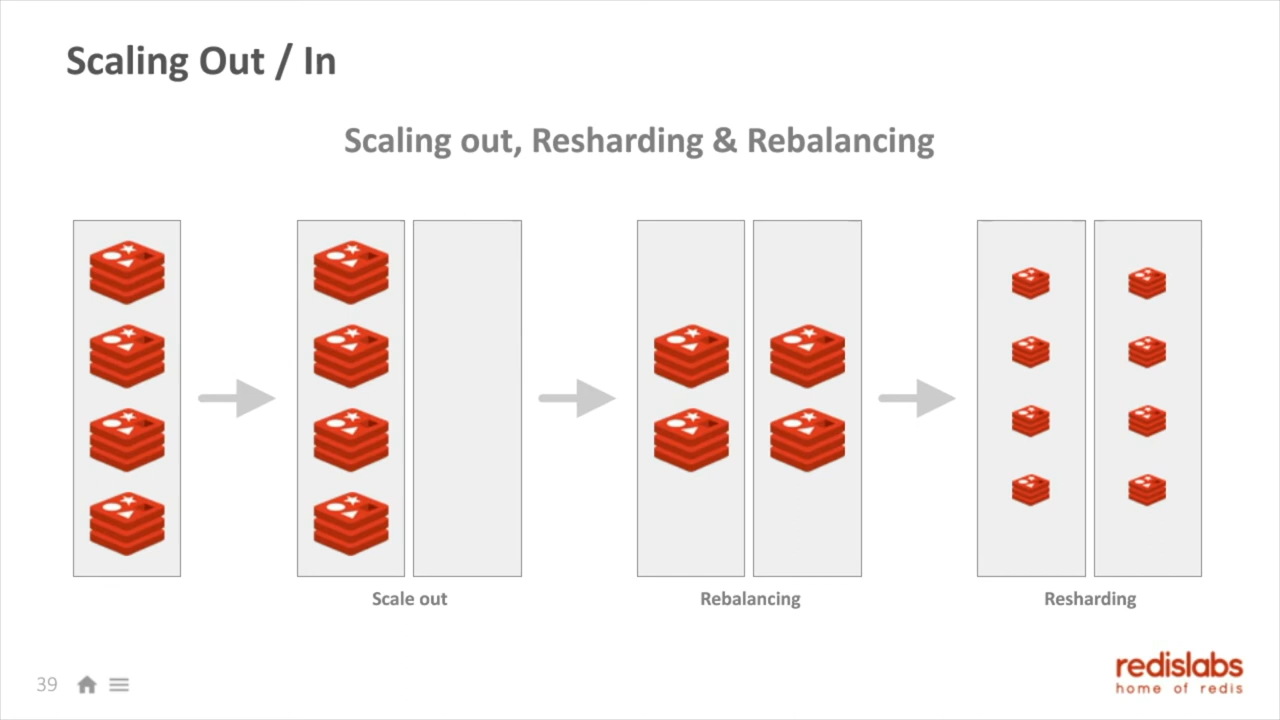 Scaling Out / In
Scaling out, Resharding & Rebalancing
Scale out
Rebalancing
Resharding
39
redislabs
home of redis